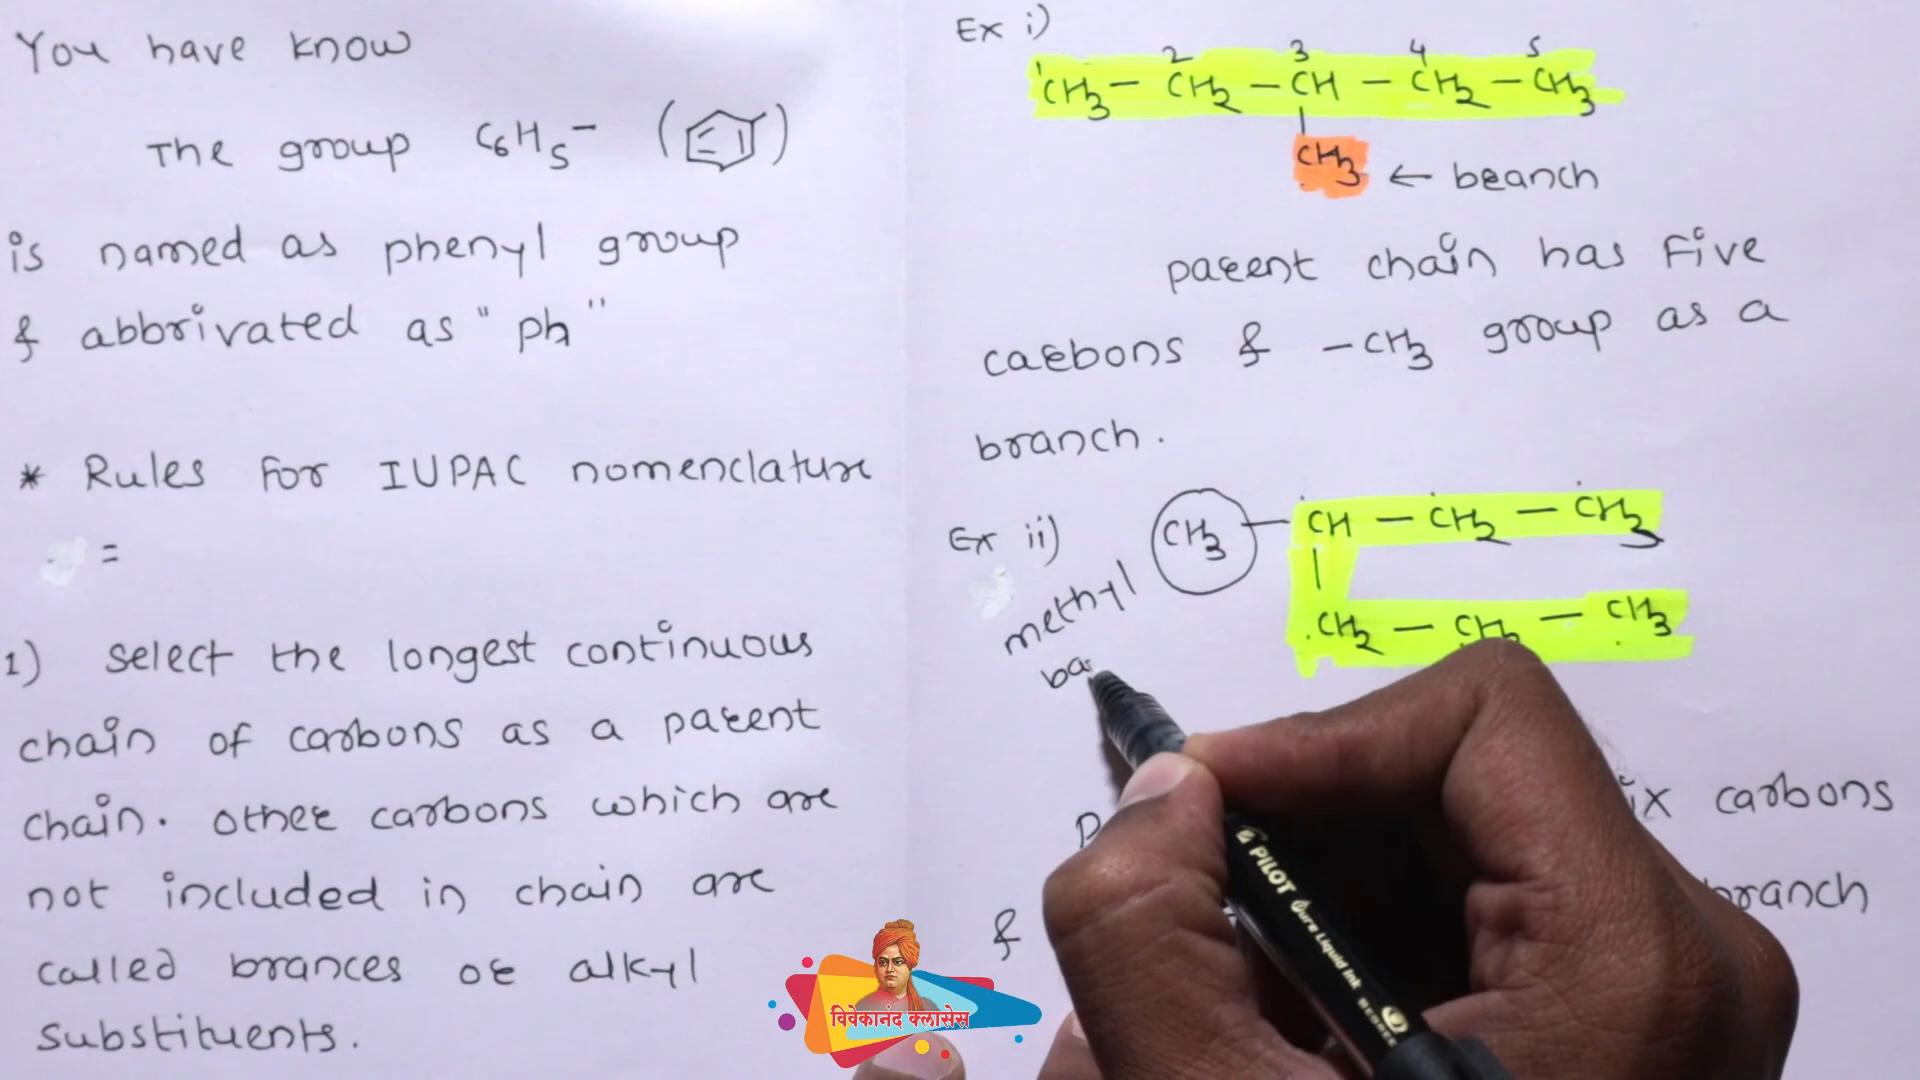 You have know
The group C6H5- ( )
is named as phenyl group
& abbrivated as "ph"
* Rules For IUPAC nomenclature
=
1) select the longest continuous
chain of carbons as a parent
chain. other carbons which are
not included in chain are
called brances or alkyl
substituents.
Ex i)
1 2 3 4 5
CH3 - CH2 - CH - CH2 - CH3
|
CH3 ← branch
parent chain has Five
carbons & -CH3 group as a
branch.
Ex ii) CH3 - CH - CH2 - CH3
|
CH2 - CH2 - CH3
methyl
ix carbons
& branch
PILOT Pure Liquid Ink
विवेकानंद क्लासेस